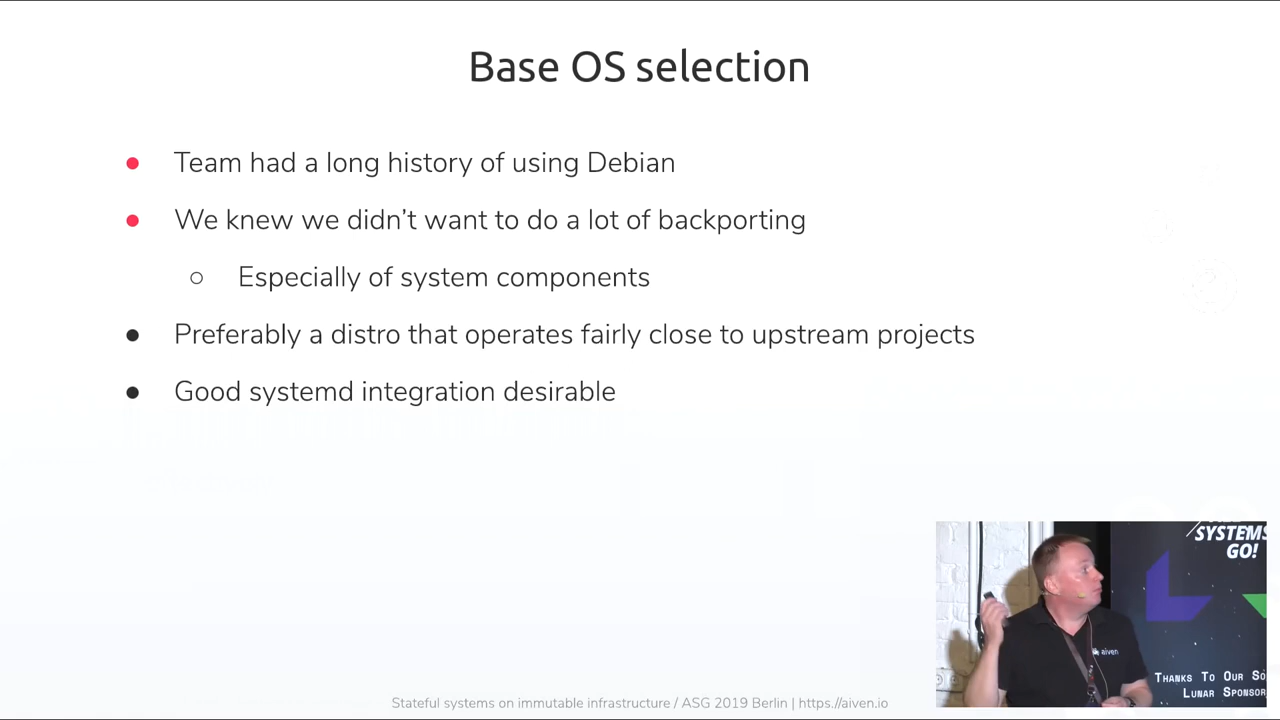 Base OS selection
Team had a long history of using Debian
We knew we didn't want to do a lot of backporting
Especially of system components
Preferably a distro that operates fairly close to upstream projects
Good systemd integration desirable
SYSTEMS
GO!
aiven
THANKS TO OUR
LUNAR SPONSOR
Stateful systems on immutable infrastructure / ASG 2019 Berlin | https://aiven.io